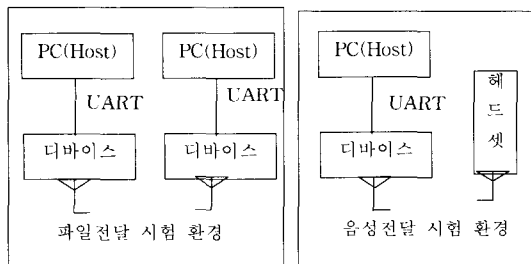 PC(Host) PC(Host)
UART UART
디바이스 디바이스
파일전달 시험 환경
PC(Host)
UART
디바이스
헤드셋
음성전달 시험 환경